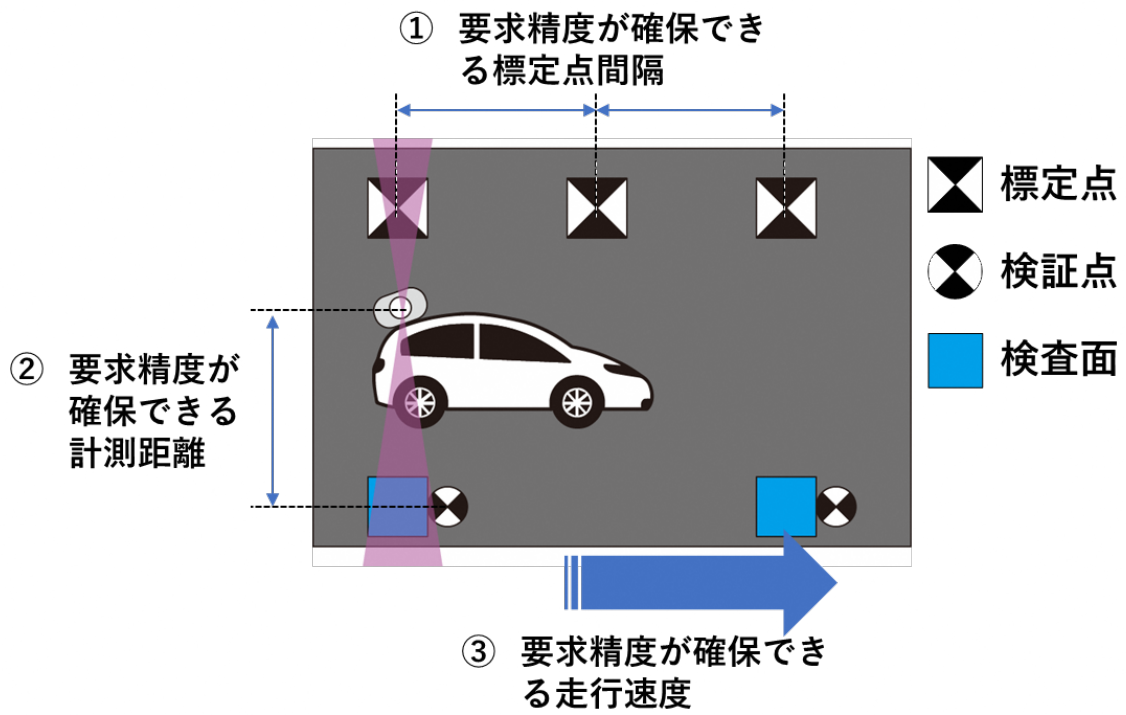 ① 要求精度が確保でき
る標定点間隔
標定点
検証点
検査面
② 要求精度が
確保できる
計測距離
③ 要求精度が確保でき
る走行速度